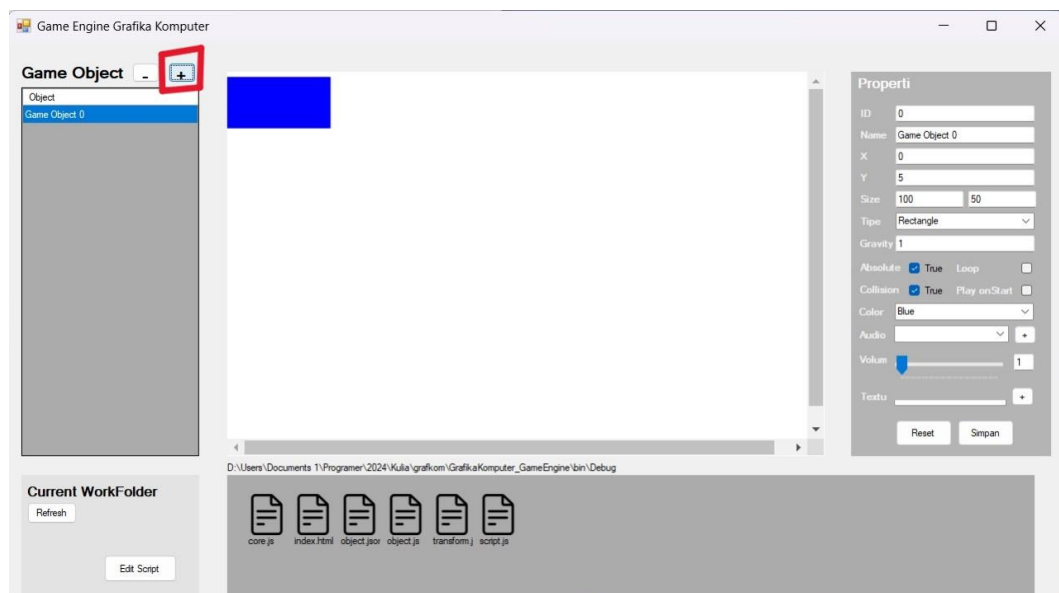 Game Engine Grafika Komputer
Game Object - +
Object
Game Object 0
Properti
ID 0
Name Game Object 0
X 0
Y 5
Size 100 50
Tipe Rectangle
Gravity 1
Absolute True Loop
Collision True Play onStart
Color Blue
Audio +
Volum 1
Textu +
Reset Simpan
D:\Users\Documents 1\Programer\2024\Kulia\grafkom\GrafikaKomputer_GameEngine\bin\Debug
Current WorkFolder
Refresh
Edit Script
core.js index.html object.jsor object.js transform.j script.js